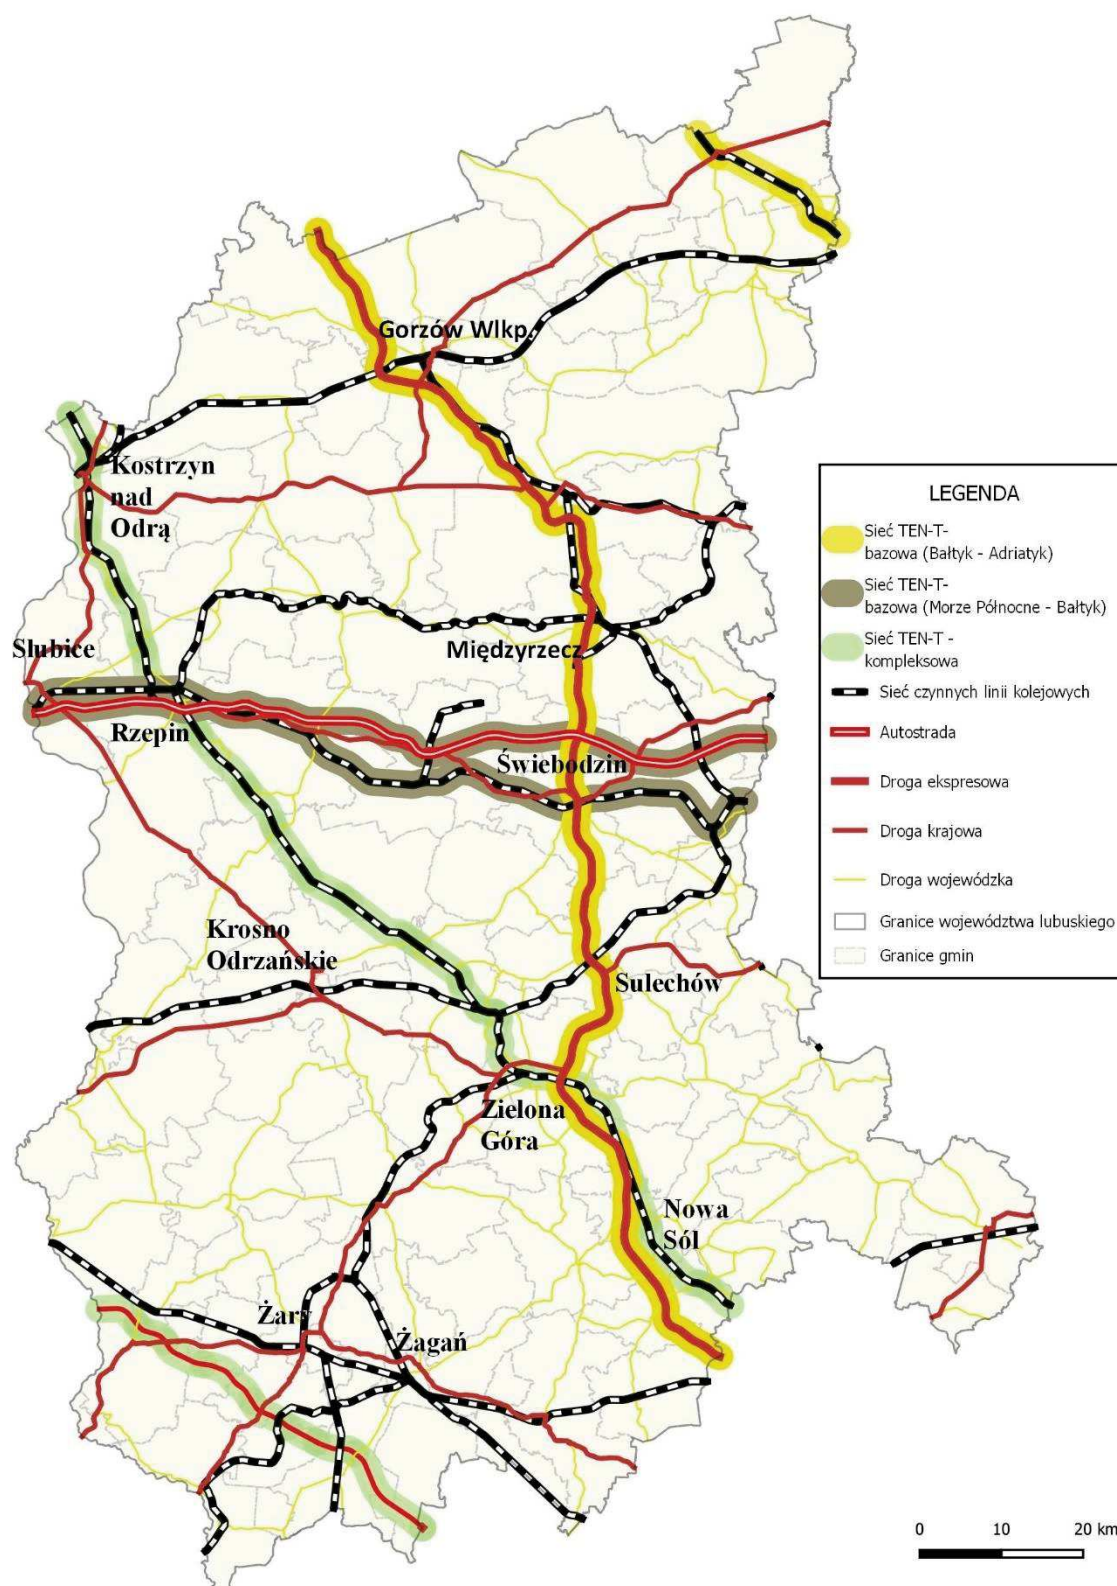 Gorzów Wlkp.
Kostrzyn
nad
Odrą
Słubice
Międzyrzecz
Rzepin
Świebodzin
Krosno
Odrzańskie
Sulechów
Zielona
Góra
Nowa
Sól
Żary
Żagań
LEGENDA
Sieć TEN-T-
bazowa (Bałtyk - Adriatyk)
Sieć TEN-T-
bazowa (Morze Północne - Bałtyk)
Sieć TEN-T -
kompleksowa
Sieć czynnych linii kolejowych
Autostrada
Droga ekspresowa
Droga krajowa
Droga wojewódzka
Granice województwa lubuskiego
Granice gmin
0 10 20 km